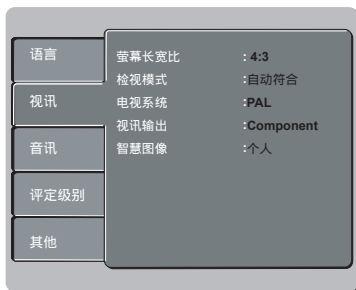 语言
视讯
音讯
评定级别
其他
萤幕长宽比 : 4:3
检视模式 :自动符合
电视系统 :PAL
视讯输出 :Component
智慧图像 :个人